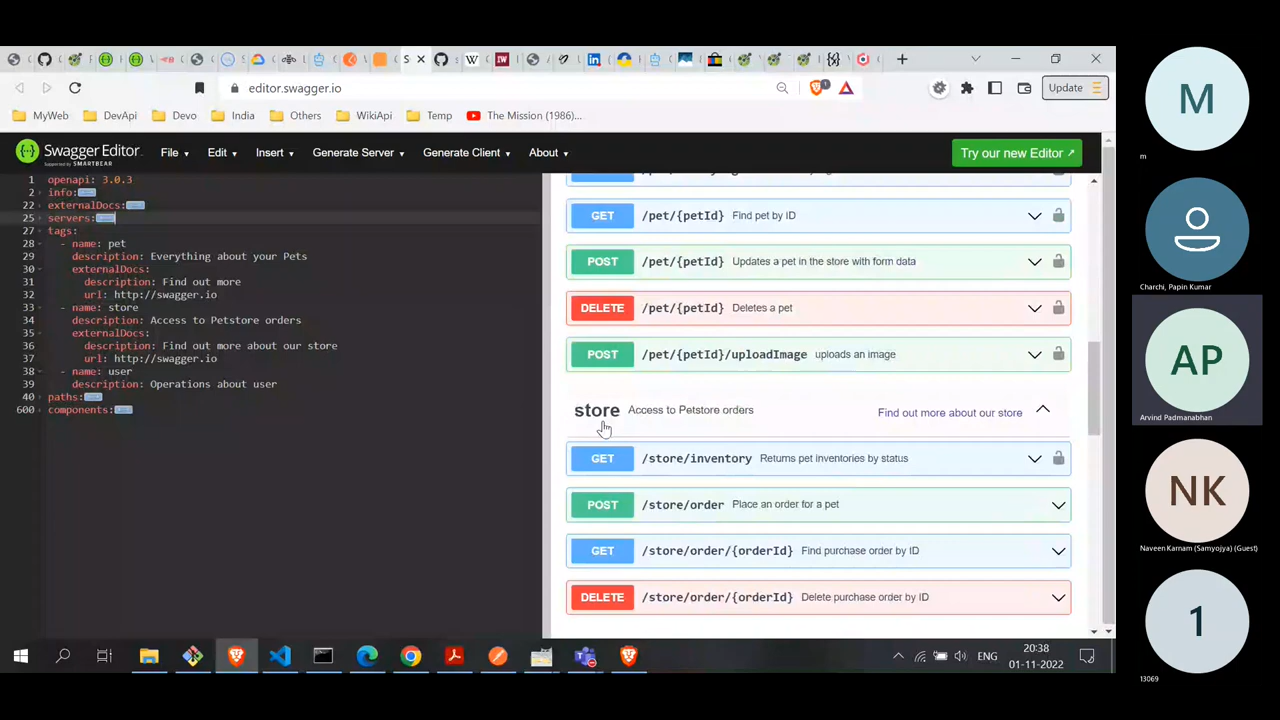 S
W
IW
editor.swagger.io
1
Update
MyWeb
DevApi
Devo
India
Others
WikiApi
Temp
The Mission (1986)...
Swagger Editor.
Supported by SMARTBEAR
File
Edit
Insert
Generate Server
Generate Client
About
Try our new Editor
1 openapi: 3.0.3
2 info:
22 externalDocs:
25 servers:
27 tags:
28 - name: pet
29 description: Everything about your Pets
30 externalDocs:
31 description: Find out more
32 url: http://swagger.io
33 - name: store
34 description: Access to Petstore orders
35 externalDocs:
36 description: Find out more about our store
37 url: http://swagger.io
38 - name: user
39 description: Operations about user
40 paths:
600 components:
GET /pet/{petId} Find pet by ID
POST /pet/{petId} Updates a pet in the store with form data
DELETE /pet/{petId} Deletes a pet
POST /pet/{petId}/uploadImage uploads an image
store Access to Petstore orders Find out more about our store
GET /store/inventory Returns pet inventories by status
POST /store/order Place an order for a pet
GET /store/order/{orderId} Find purchase order by ID
DELETE /store/order/{orderId} Delete purchase order by ID
ENG
20:38
01-11-2022
M
m
Charchi, Papin Kumar
AP
Arvind Padmanabhan
NK
Naveen Karnam (Samyojya) (Guest)
1
13069